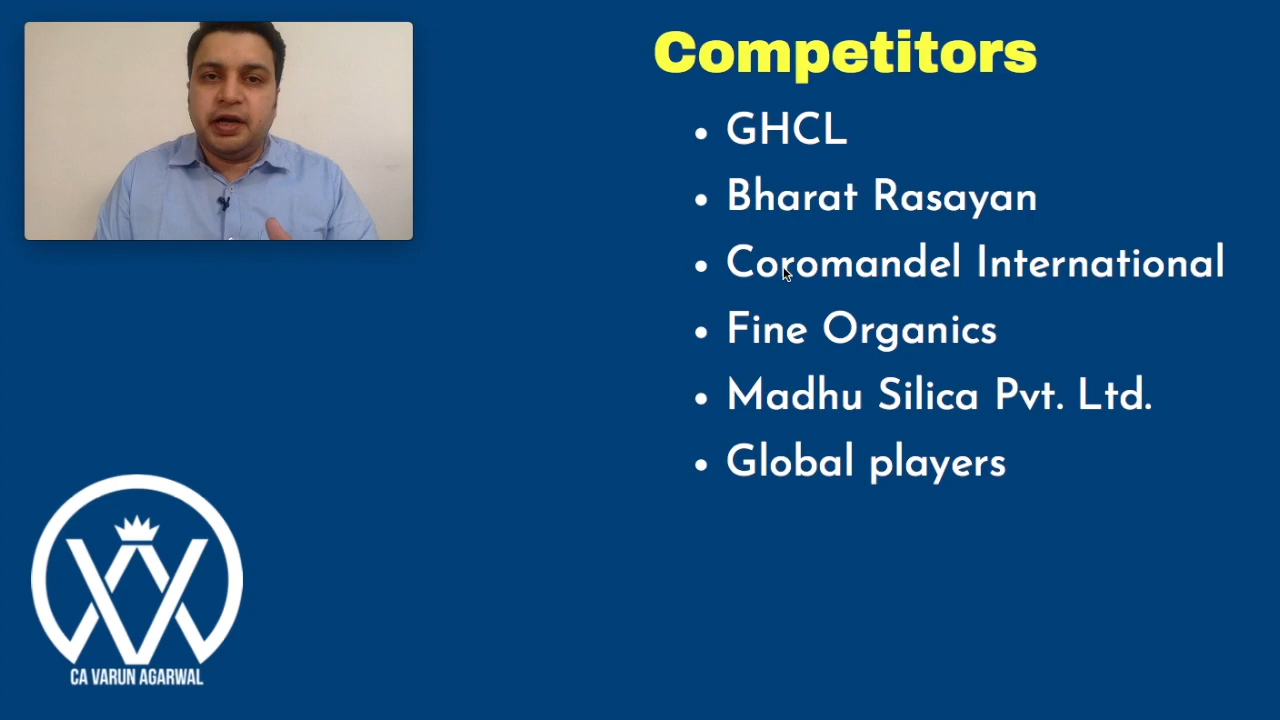 Competitors
• GHCL
• Bharat Rasayan
• Coromandel International
• Fine Organics
• Madhu Silica Pvt. Ltd.
• Global players
CA VARUN AGARWAL